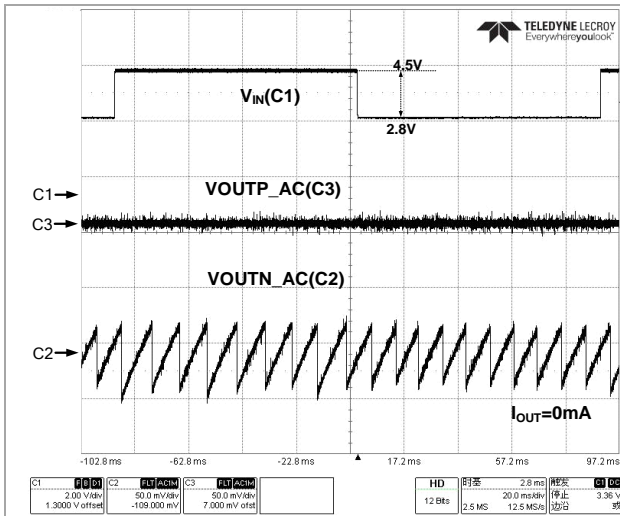 TELEDYNE LECROY
Everywhereyoulook™
4.5V
VIN(C1)
2.8V
VOUTP_AC(C3)
C1
C3
VOUTN_AC(C2)
C2
IOUT=0mA
-102.8 ms -62.8 ms -22.8 ms 17.2 ms 57.2 ms 97.2 ms
C1 F B D1 C2 FLT AC1M C3 FLT AC1M HD 时基 2.8 ms 触发 C1 DC
2.00 V/div 50.0 mV/div 50.0 mV/div 12 Bits 20.0 ms/div 停止 3.36 V
1.3000 V ofst -109.000 mV 7.000 mV ofst 2.5 MS 12.5 MS/s 边沿